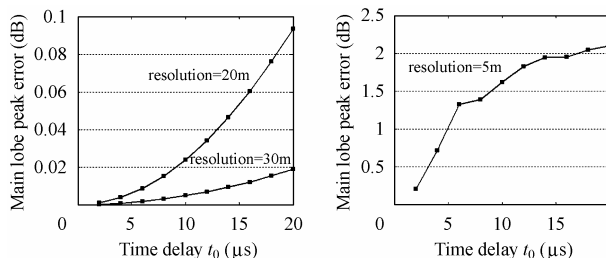 Main lobe peak error (dB)
0.1
0.08
0.06
0.04
0.02
0
resolution=20m
resolution=30m
5
10
15
20
Time delay t₀ (μs)
Main lobe peak error (dB)
2.5
2
1.5
1
0.5
0
resolution=5m
5
10
15
Time delay t₀ (μs)